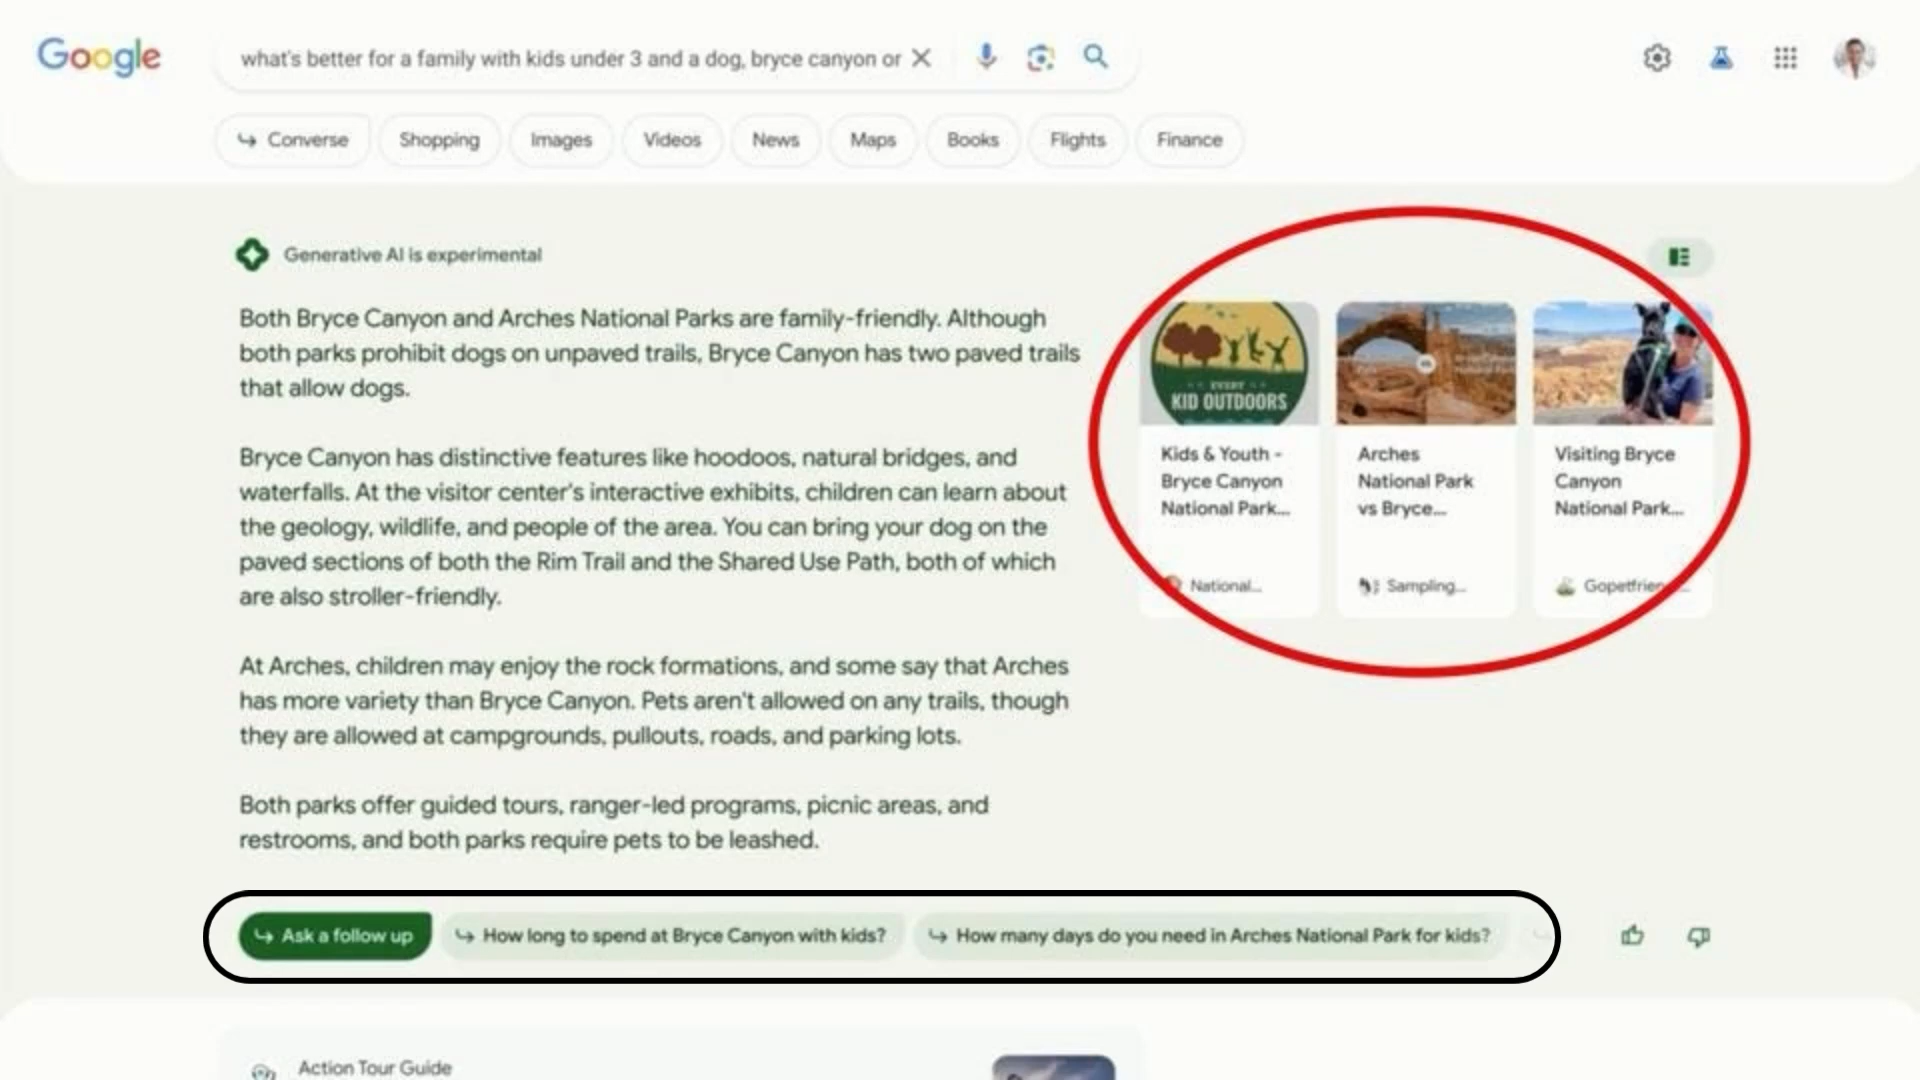 Google
what's better for a family with kids under 3 and a dog, bryce canyon or
Converse
Shopping
Images
Videos
News
Maps
Books
Flights
Finance
Generative AI is experimental
Both Bryce Canyon and Arches National Parks are family-friendly. Although
both parks prohibit dogs on unpaved trails, Bryce Canyon has two paved trails
that allow dogs.
Bryce Canyon has distinctive features like hoodoos, natural bridges, and
waterfalls. At the visitor center's interactive exhibits, children can learn about
the geology, wildlife, and people of the area. You can bring your dog on the
paved sections of both the Rim Trail and the Shared Use Path, both of which
are also stroller-friendly.
At Arches, children may enjoy the rock formations, and some say that Arches
has more variety than Bryce Canyon. Pets aren't allowed on any trails, though
they are allowed at campgrounds, pullouts, roads, and parking lots.
Both parks offer guided tours, ranger-led programs, picnic areas, and
restrooms, and both parks require pets to be leashed.
EVERY
KID OUTDOORS
Kids & Youth -
Bryce Canyon
National Park...
National...
Arches
National Park
vs Bryce...
Sampling...
Visiting Bryce
Canyon
National Park...
Ask a follow up
How long to spend at Bryce Canyon with kids?
How many days do you need in Arches National Park for kids?
Action Tour Guide